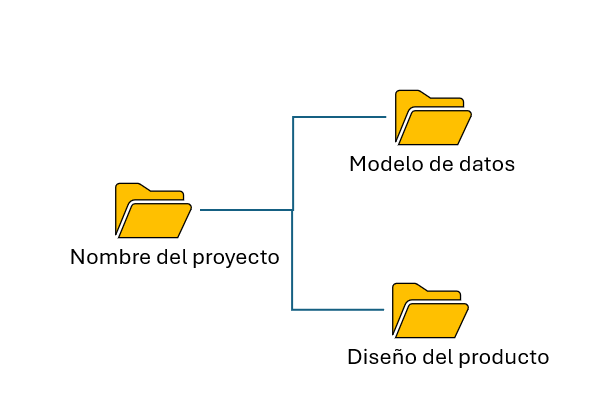 Modelo de datos
Nombre del proyecto
Diseño del producto